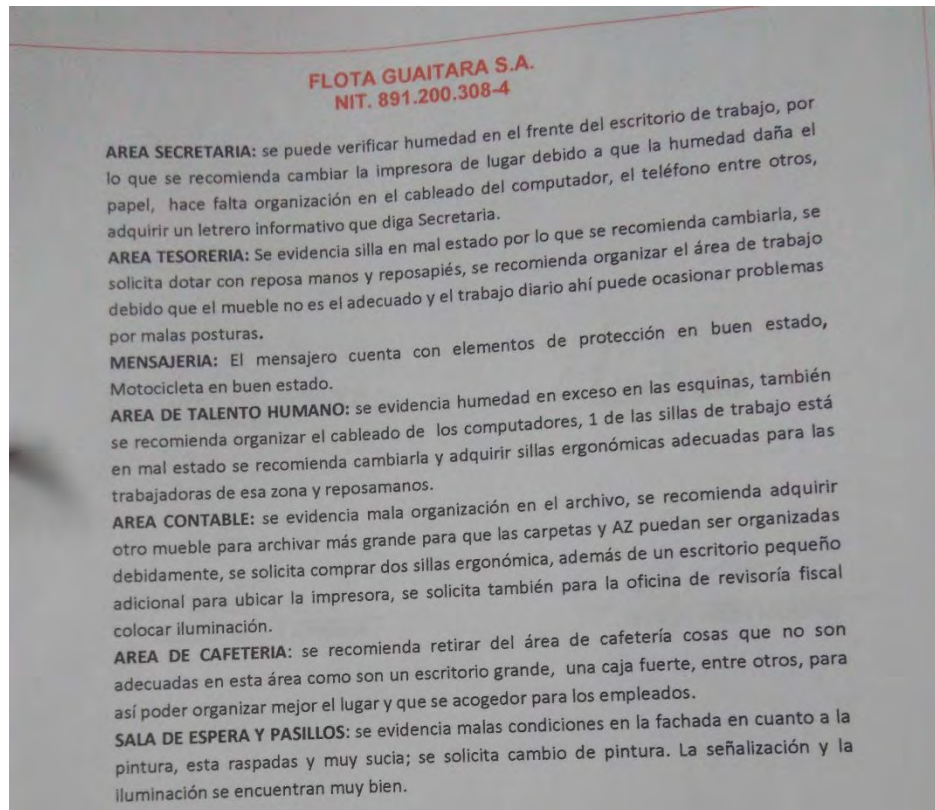 FLOTA GUAITARA S.A.
NIT. 891.200.308-4
AREA SECRETARIA: se puede verificar humedad en el frente del escritorio de trabajo, por
lo que se recomienda cambiar la impresora de lugar debido a que la humedad daña el
papel, hace falta organización en el cableado del computador, el teléfono entre otros,
adquirir un letrero informativo que diga Secretaria.
AREA TESORERIA: Se evidencia silla en mal estado por lo que se recomienda cambiarla, se
solicita dotar con reposa manos y reposapiés, se recomienda organizar el área de trabajo
debido que el mueble no es el adecuado y el trabajo diario ahí puede ocasionar problemas
por malas posturas.
MENSAJERIA: El mensajero cuenta con elementos de protección en buen estado,
Motocicleta en buen estado.
AREA DE TALENTO HUMANO: se evidencia humedad en exceso en las esquinas, también
se recomienda organizar el cableado de los computadores, 1 de las sillas de trabajo está
en mal estado se recomienda cambiarla y adquirir sillas ergonómicas adecuadas para las
trabajadoras de esa zona y reposamanos.
AREA CONTABLE: se evidencia mala organización en el archivo, se recomienda adquirir
otro mueble para archivar más grande para que las carpetas y AZ puedan ser organizadas
debidamente, se solicita comprar dos sillas ergonómica, además de un escritorio pequeño
adicional para ubicar la impresora, se solicita también para la oficina de revisoría fiscal
colocar iluminación.
AREA DE CAFETERIA: se recomienda retirar del área de cafetería cosas que no son
adecuadas en esta área como son un escritorio grande, una caja fuerte, entre otros, para
así poder organizar mejor el lugar y que se acogedor para los empleados.
SALA DE ESPERA Y PASILLOS: se evidencia malas condiciones en la fachada en cuanto a la
pintura, esta raspadas y muy sucia; se solicita cambio de pintura. La señalización y la
iluminación se encuentran muy bien.